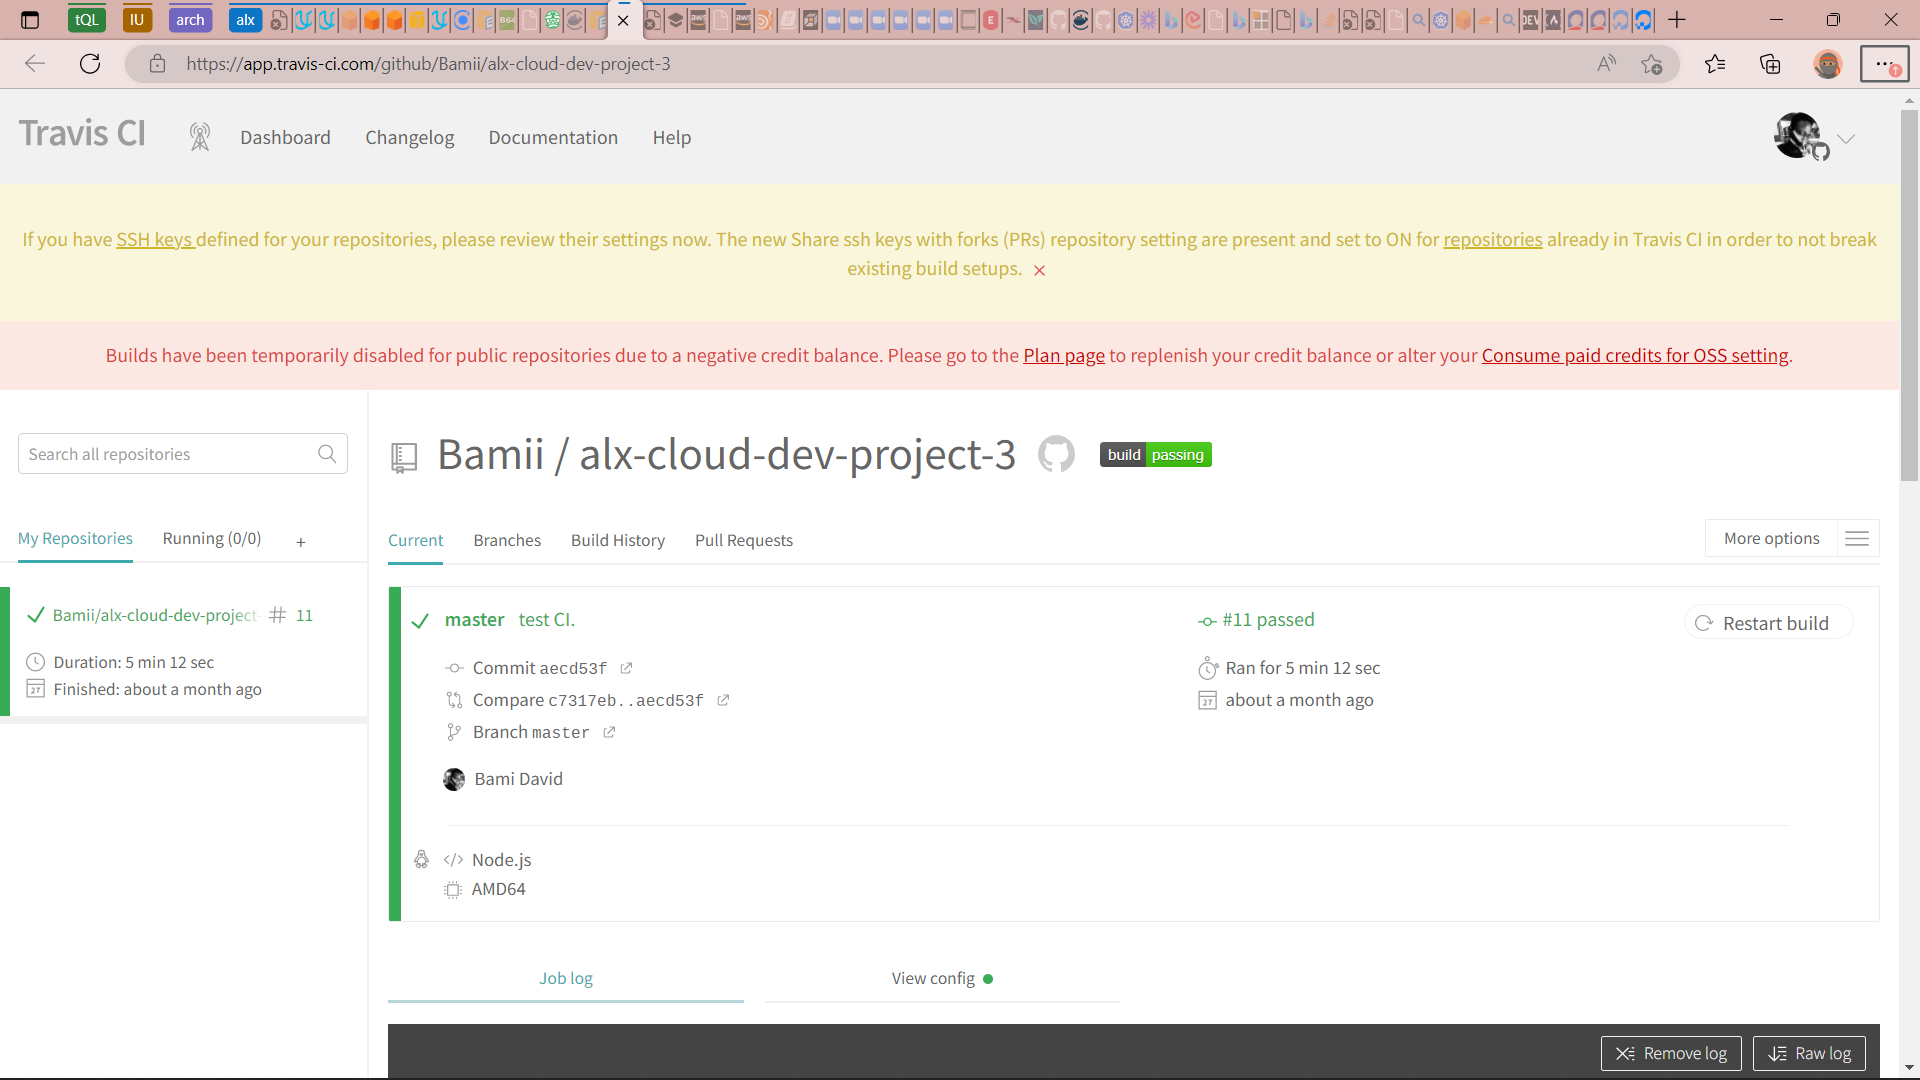 tQL IU arch alx
https://app.travis-ci.com/github/Bamii/alx-cloud-dev-project-3
Travis CI Dashboard Changelog Documentation Help
If you have SSH keys defined for your repositories, please review their settings now. The new Share ssh keys with forks (PRs) repository setting are present and set to ON for repositories already in Travis CI in order to not break
existing build setups.
Builds have been temporarily disabled for public repositories due to a negative credit balance. Please go to the Plan page to replenish your credit balance or alter your Consume paid credits for OSS setting.
Search all repositories
Bamii / alx-cloud-dev-project-3 build passing
My Repositories Running (0/0) +
Current Branches Build History Pull Requests More options
Bamii/alx-cloud-dev-project- # 11
Duration: 5 min 12 sec
Finished: about a month ago
master test CI. #11 passed Restart build
Commit aecd53f Ran for 5 min 12 sec
Compare c7317eb..aecd53f about a month ago
Branch master
Bami David
</> Node.js
AMD64
Job log View config
Remove log Raw log